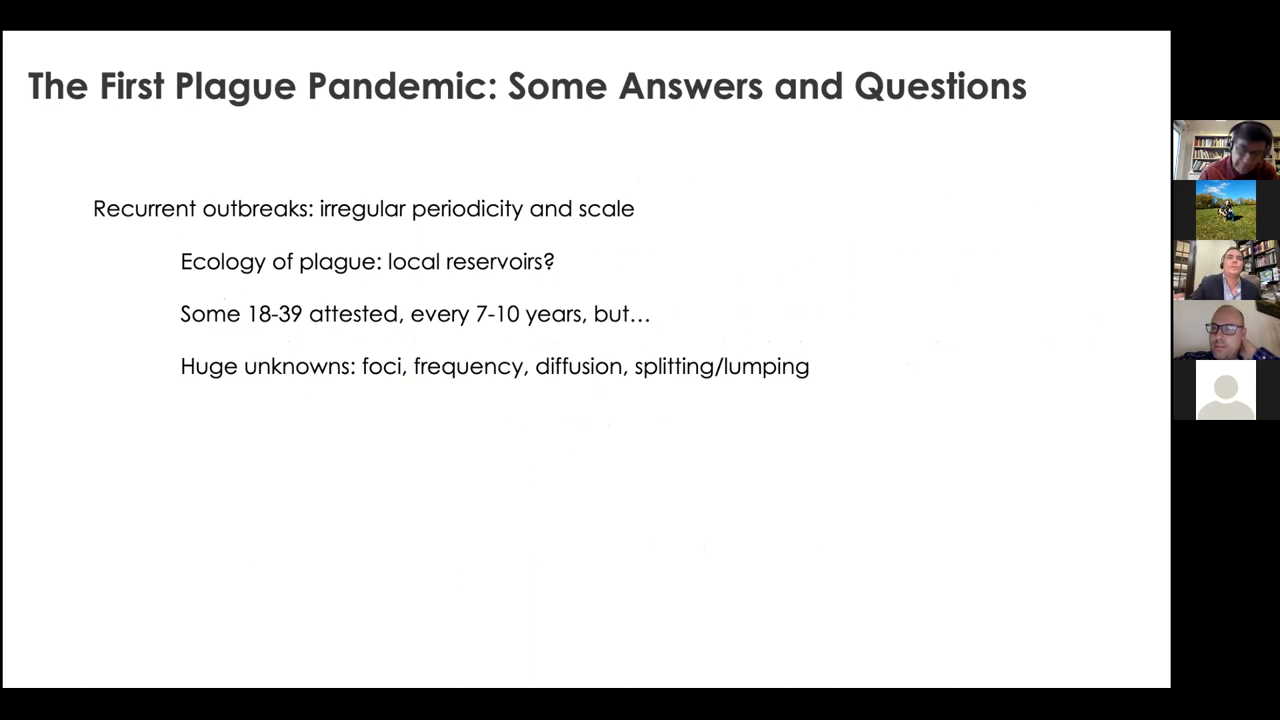 The First Plague Pandemic: Some Answers and Questions
Recurrent outbreaks: irregular periodicity and scale
Ecology of plague: local reservoirs?
Some 18-39 attested, every 7-10 years, but...
Huge unknowns: foci, frequency, diffusion, splitting/lumping